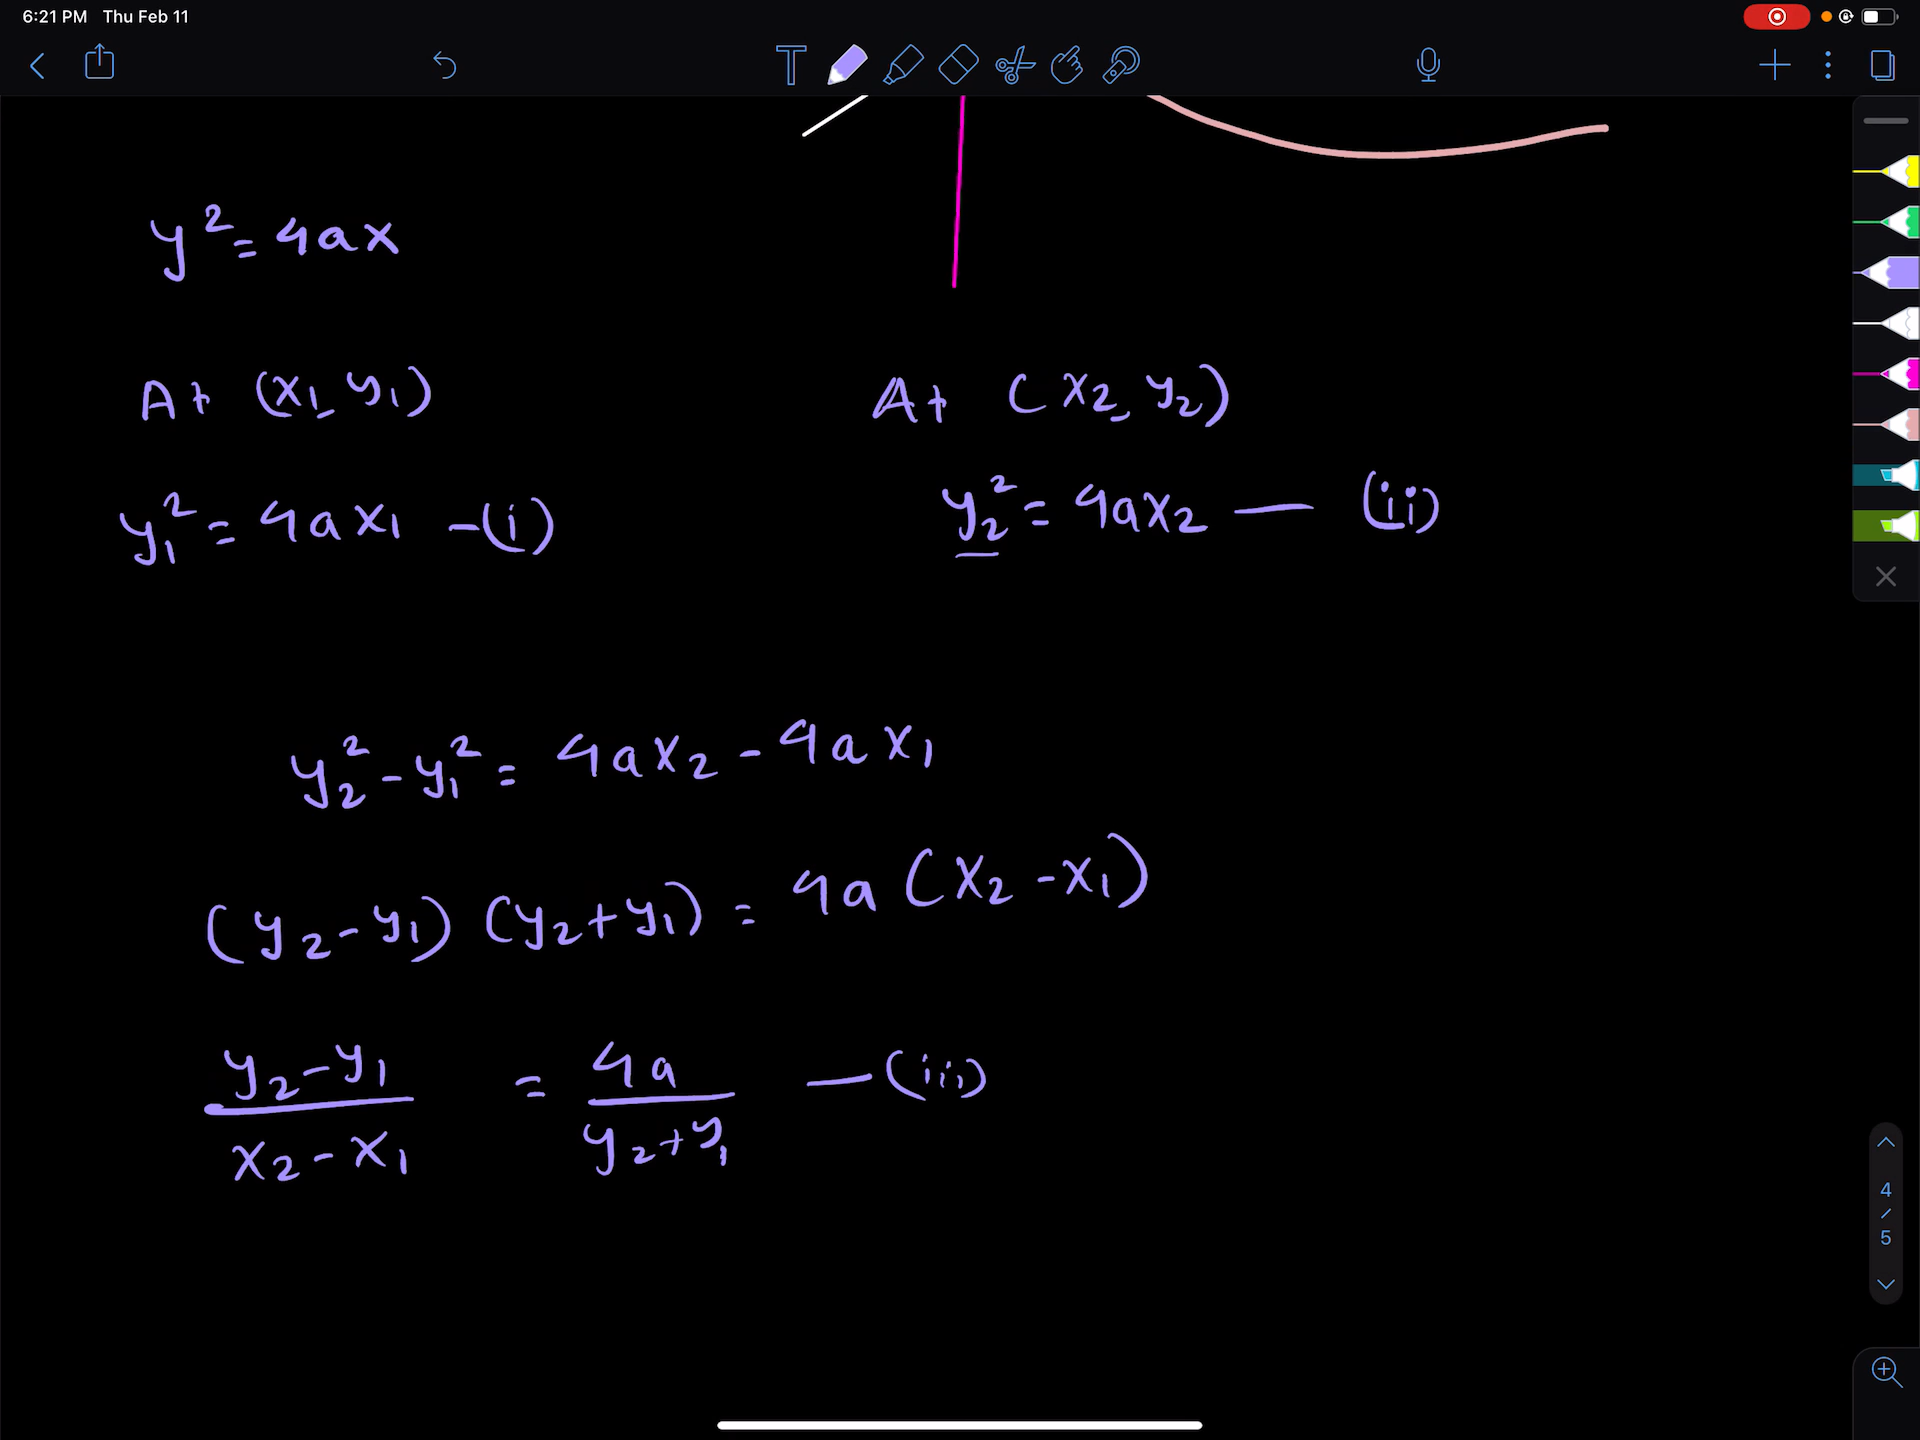 6:21 PM Thu Feb 11
y² = 4ax
At (x₁, y₁)
At (x₂, y₂)
y₁² = 4ax₁ —(i)
y₂² = 4ax₂ — (ii)
y₂² - y₁² = 4ax₂ - 4ax₁
(y₂ - y₁) (y₂ + y₁) = 4a (x₂ - x₁)
(y₂ - y₁)/(x₂ - x₁) = 4a/(y₂ + y₁) — (iii)
4
/
5